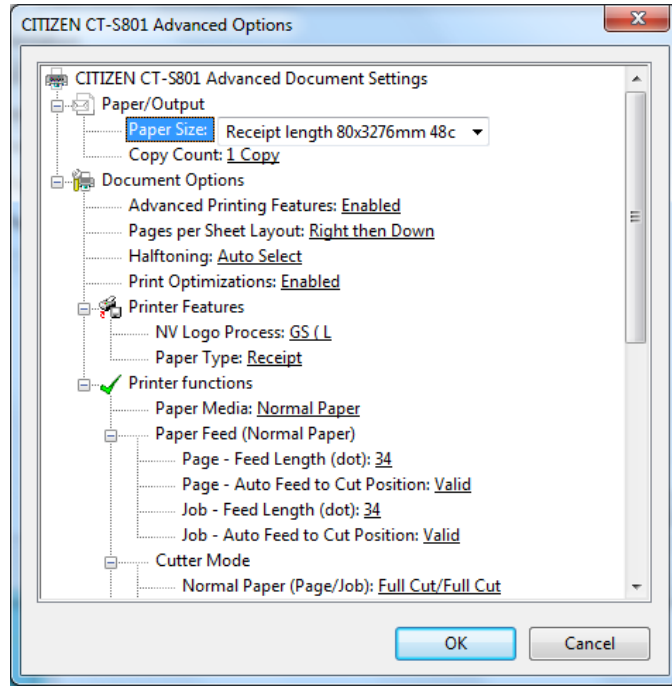 CITIZEN CT-S801 Advanced Options
CITIZEN CT-S801 Advanced Document Settings
Paper/Output
Paper Size: Receipt length 80x3276mm 48c
Copy Count: 1 Copy
Document Options
Advanced Printing Features: Enabled
Pages per Sheet Layout: Right then Down
Halftoning: Auto Select
Print Optimizations: Enabled
Printer Features
NV Logo Process: GS ( L
Paper Type: Receipt
Printer functions
Paper Media: Normal Paper
Paper Feed (Normal Paper)
Page - Feed Length (dot): 34
Page - Auto Feed to Cut Position: Valid
Job - Feed Length (dot): 34
Job - Auto Feed to Cut Position: Valid
Cutter Mode
Normal Paper (Page/Job): Full Cut/Full Cut
OK Cancel